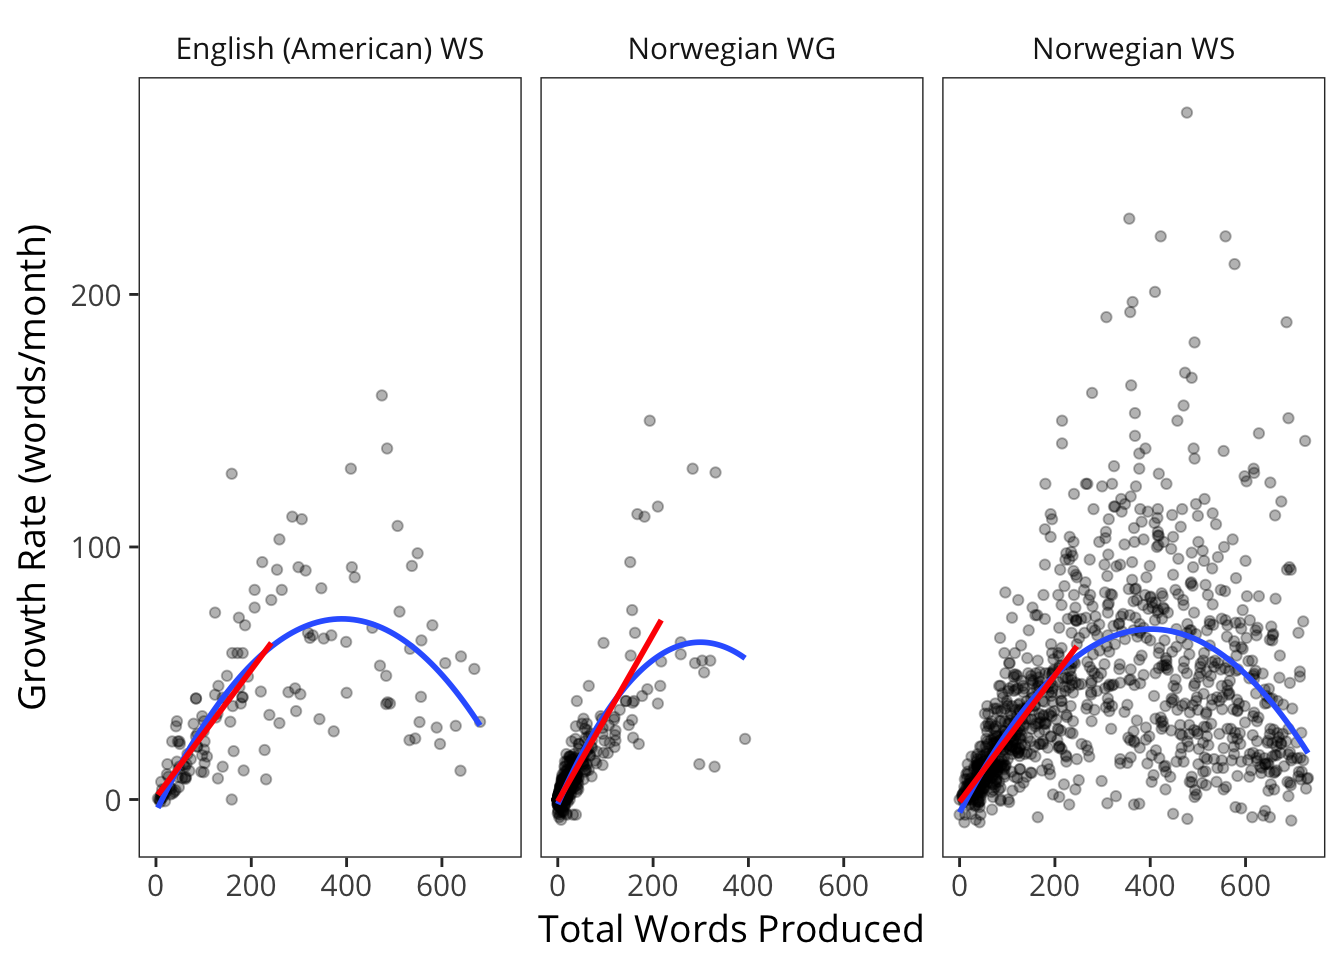 English (American) WS
Norwegian WG
Norwegian WS
Growth Rate (words/month)
200
100
0
0 200 400 600
0 200 400 600
0 200 400 600
Total Words Produced